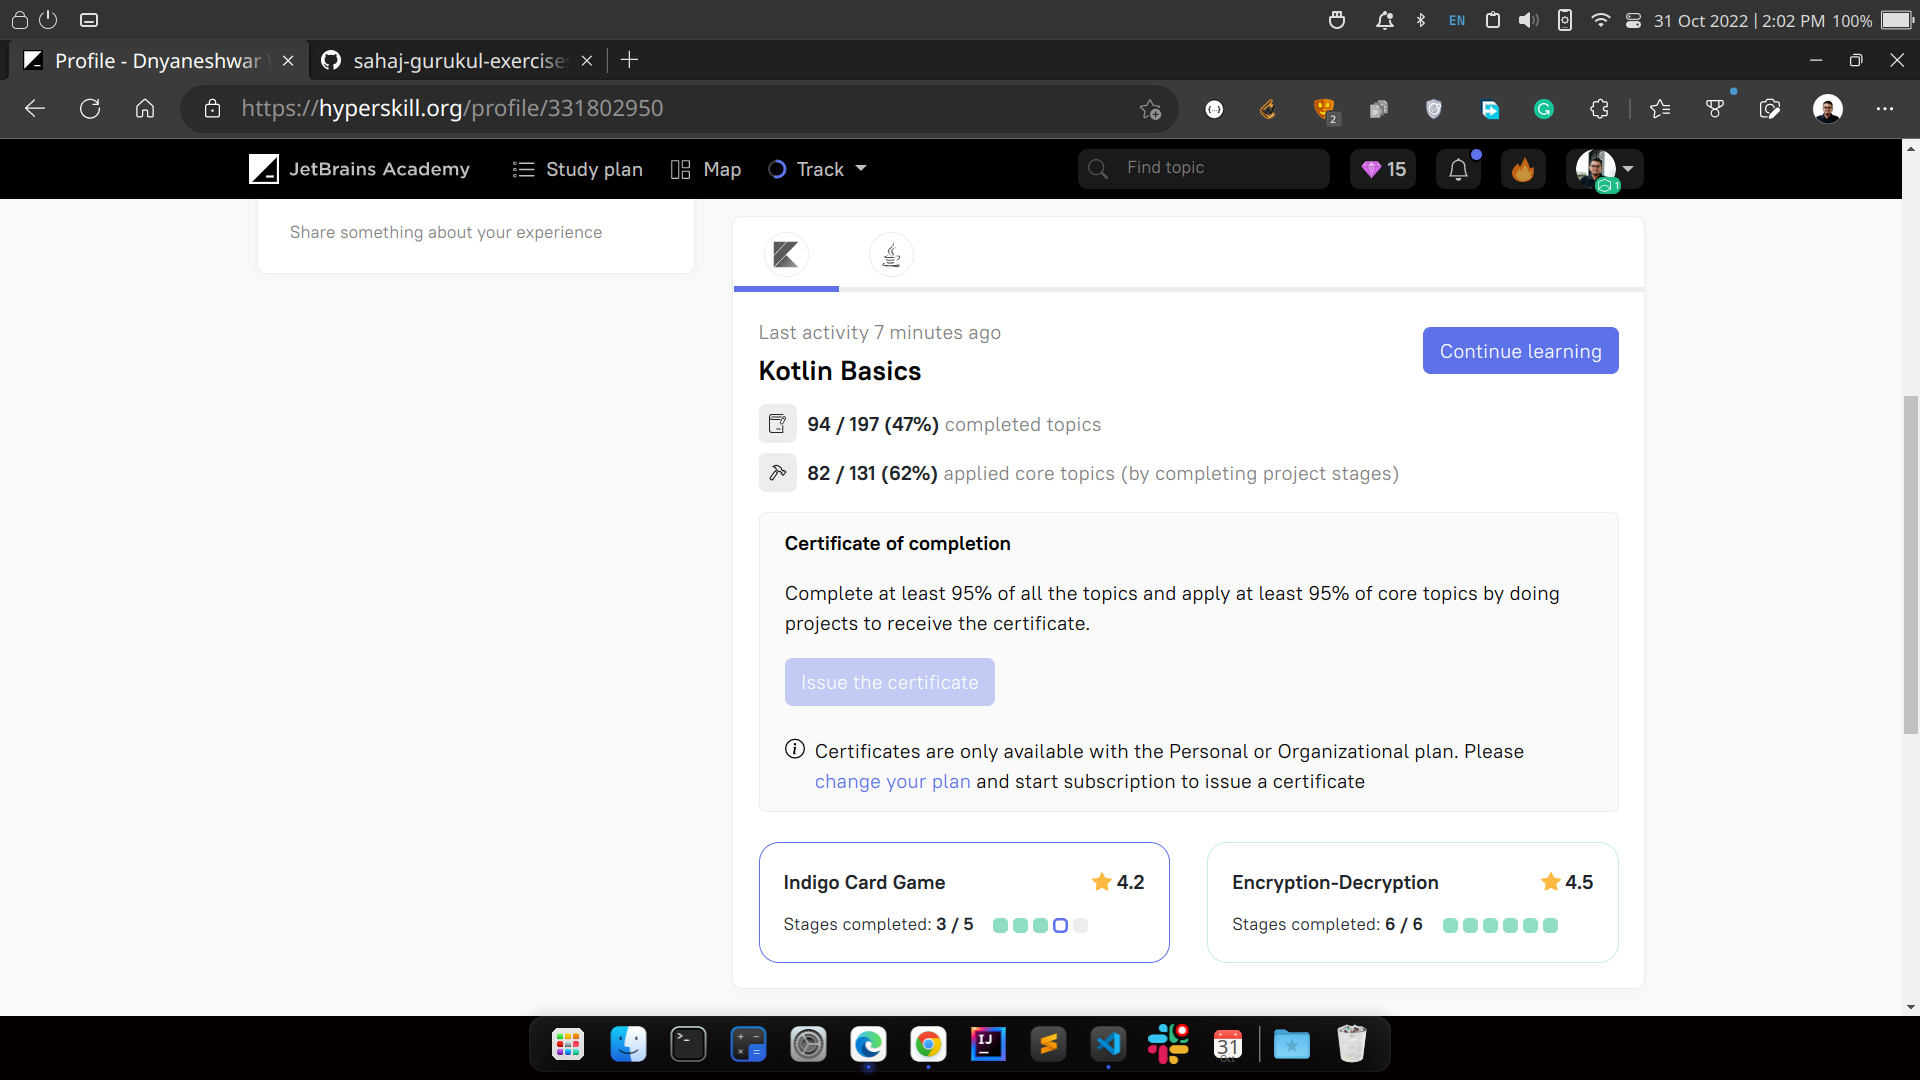 EN
31 Oct 2022 | 2:02 PM 100%
Profile - Dnyaneshwar
sahaj-gurukul-exercise
https://hyperskill.org/profile/331802950
2
JetBrains Academy
Study plan
Map
Track
Find topic
15
1
Share something about your experience
Last activity 7 minutes ago
Continue learning
Kotlin Basics
94 / 197 (47%) completed topics
82 / 131 (62%) applied core topics (by completing project stages)
Certificate of completion
Complete at least 95% of all the topics and apply at least 95% of core topics by doing
projects to receive the certificate.
Issue the certificate
Certificates are only available with the Personal or Organizational plan. Please
change your plan and start subscription to issue a certificate
Indigo Card Game
4.2
Stages completed: 3 / 5
Encryption-Decryption
4.5
Stages completed: 6 / 6
IJ
31